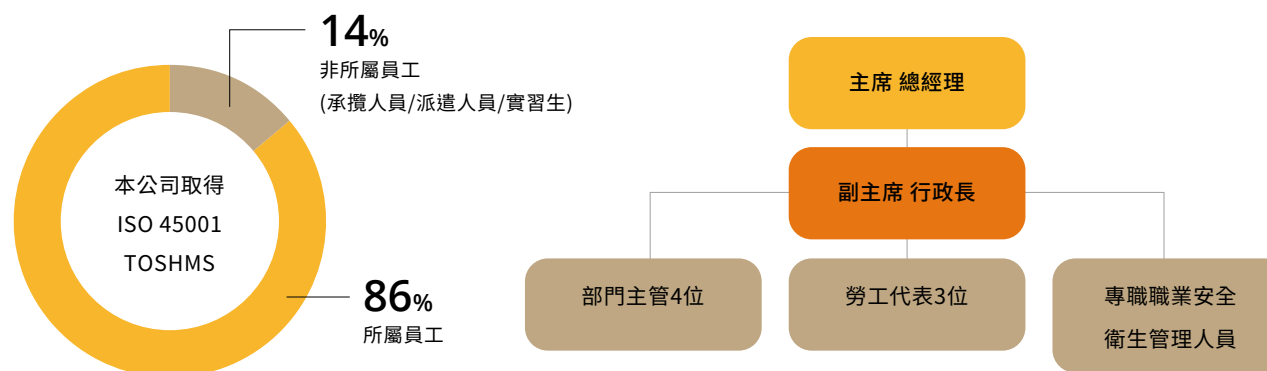 14%
非所屬員工
(承攬人員/派遣人員/實習生)
本公司取得
ISO 45001
TOSHMS
86%
所屬員工
主席 總經理
副主席 行政長
部門主管4位
勞工代表3位
專職職業安全
衛生管理人員